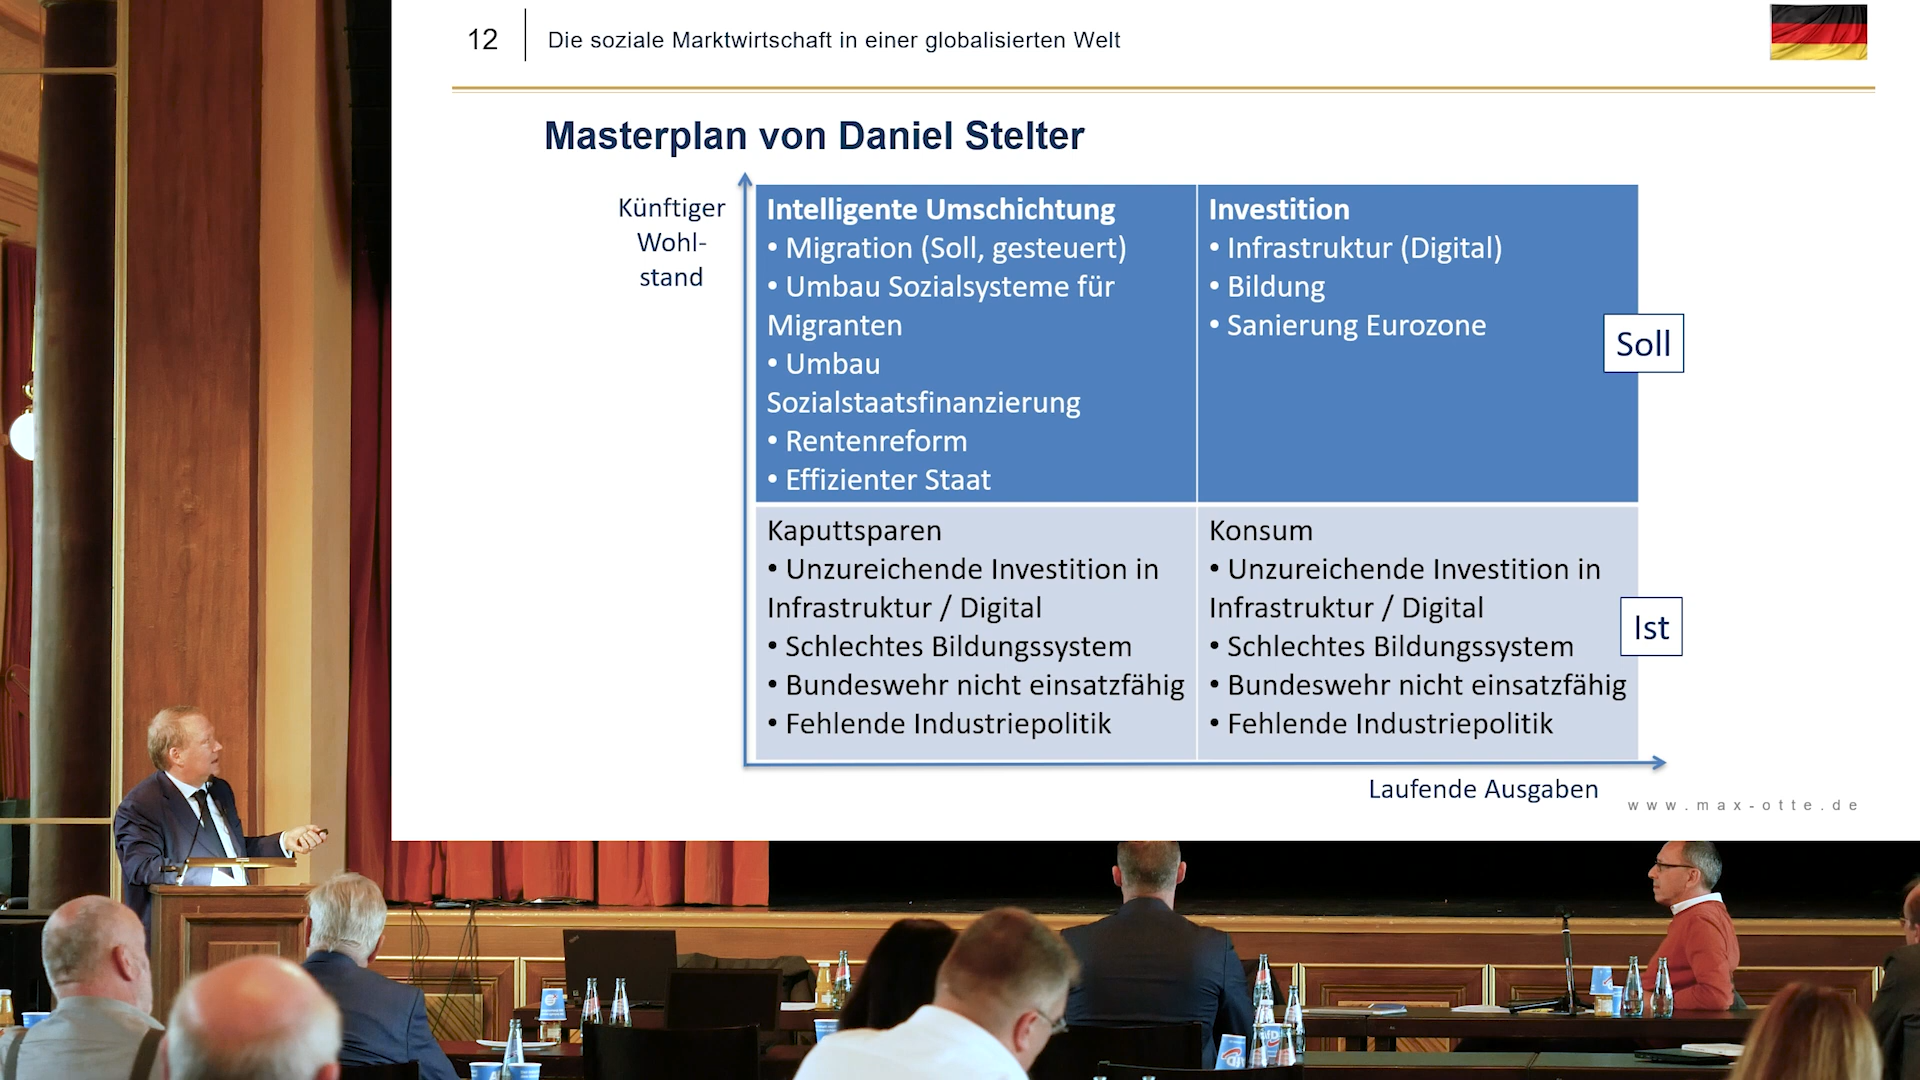 12
Die soziale Marktwirtschaft in einer globalisierten Welt
Masterplan von Daniel Stelter
Künftiger
Wohl-
stand
Intelligente Umschichtung
• Migration (Soll, gesteuert)
• Umbau Sozialsysteme für
Migranten
• Umbau
Sozialstaatsfinanzierung
• Rentenreform
• Effizienter Staat
Investition
• Infrastruktur (Digital)
• Bildung
• Sanierung Eurozone
Soll
Kaputtsparen
• Unzureichende Investition in
Infrastruktur / Digital
• Schlechtes Bildungssystem
• Bundeswehr nicht einsatzfähig
• Fehlende Industriepolitik
Konsum
• Unzureichende Investition in
Infrastruktur / Digital
• Schlechtes Bildungssystem
• Bundeswehr nicht einsatzfähig
• Fehlende Industriepolitik
Ist
Laufende Ausgaben
www.max-otte.de
AfD